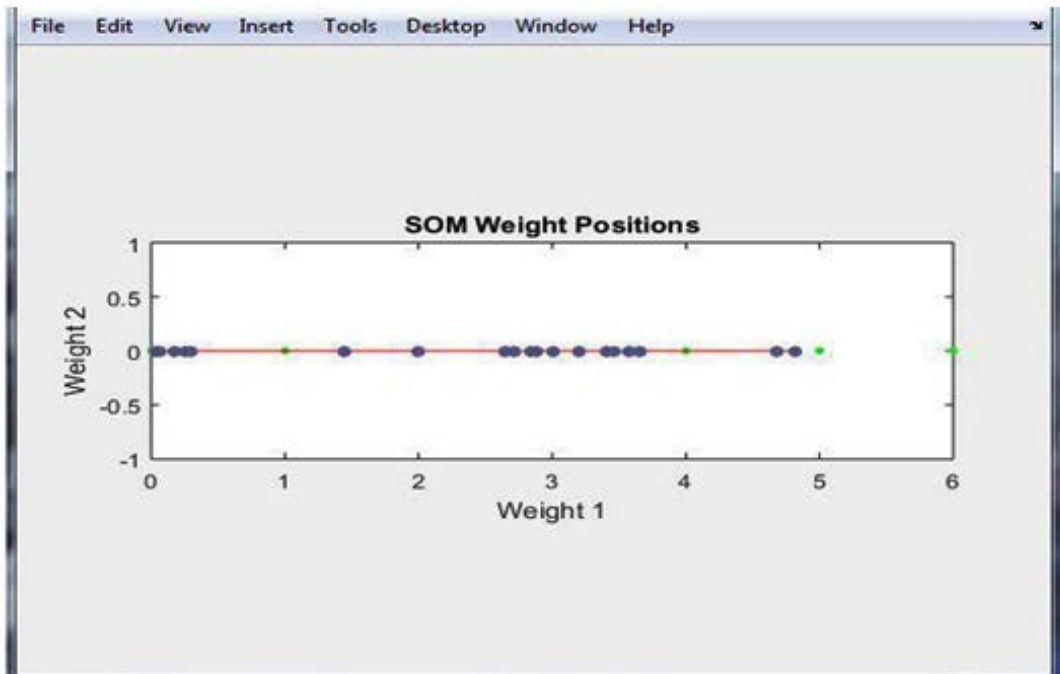 File Edit View Insert Tools Desktop Window Help
SOM Weight Positions
1
0.5
0
-0.5
-1
Weight 2
0 1 2 3 4 5 6
Weight 1